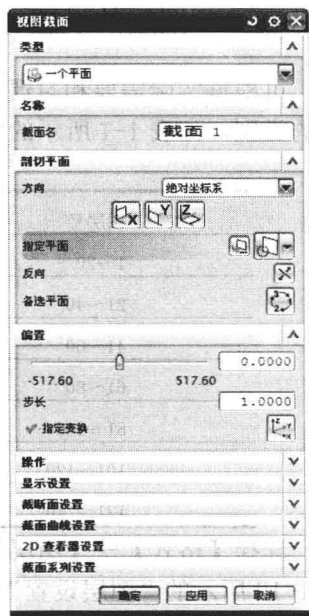 视图截面
类型
一个平面
名称
截面名 截面 1
剖切平面
方向 绝对坐标系
X Y Z
指定平面
反向
备选平面
偏置
0.0000
-517.60 517.60
步长 1.0000
指定变换
操作
显示设置
截断面设置
截面曲线设置
2D 查看器设置
截面系列设置
确定 应用 取消